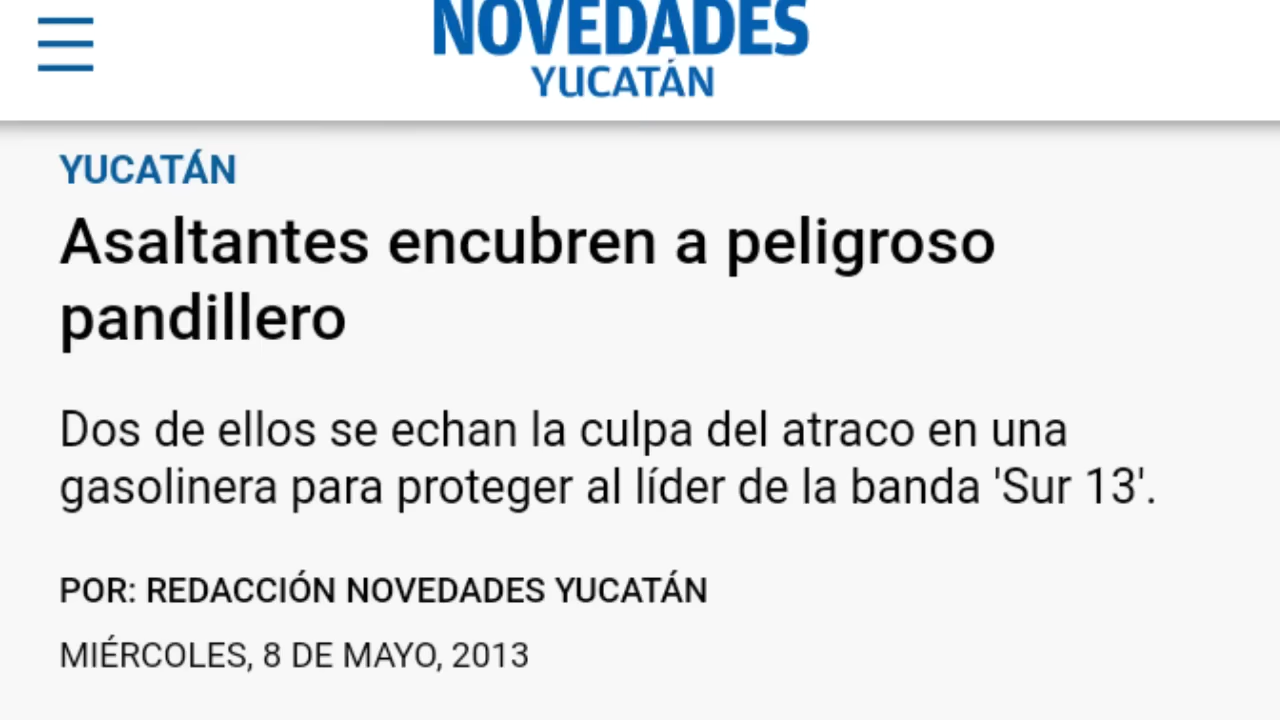 NOVEDADES
YUCATÁN
YUCATÁN
Asaltantes encubren a peligroso
pandillero
Dos de ellos se echan la culpa del atraco en una
gasolinera para proteger al líder de la banda 'Sur 13'.
POR: REDACCIÓN NOVEDADES YUCATÁN
MIÉRCOLES, 8 DE MAYO, 2013